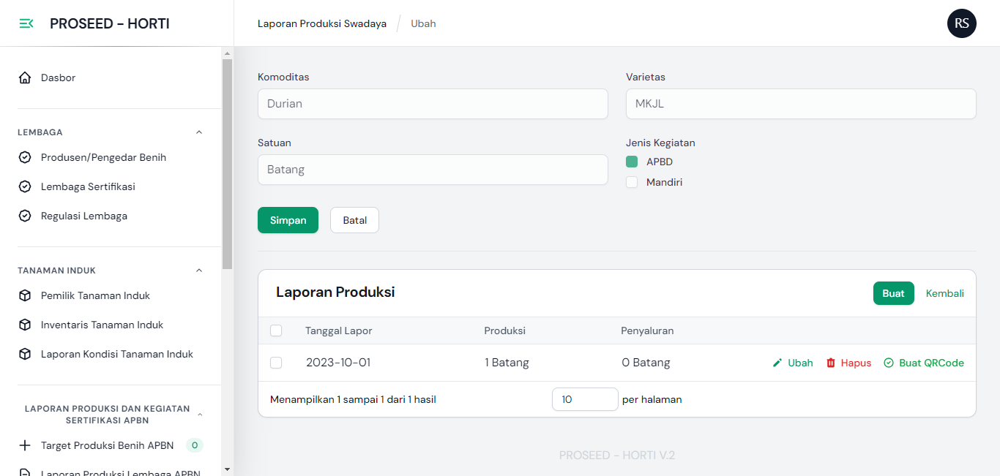 PROSEED - HORTI
Laporan Produksi Swadaya / Ubah
RS
Dasbor
LEMBAGA
Produsen/Pengedar Benih
Lembaga Sertifikasi
Regulasi Lembaga
TANAMAN INDUK
Pemilik Tanaman Induk
Inventaris Tanaman Induk
Laporan Kondisi Tanaman Induk
LAPORAN PRODUKSI DAN KEGIATAN
SERTIFIKASI APBN
Target Produksi Benih APBN 0
Laporan Produksi Lembaga APBN
Komoditas
Durian
Varietas
MKJL
Satuan
Batang
Jenis Kegiatan
APBD
Mandiri
Simpan
Batal
Laporan Produksi
Buat
Kembali
Tanggal Lapor Produksi Penyaluran
2023-10-01 1 Batang 0 Batang Ubah Hapus Buat QRCode
Menampilkan 1 sampai 1 dari 1 hasil 10 per halaman
PROSEED - HORTI V.2